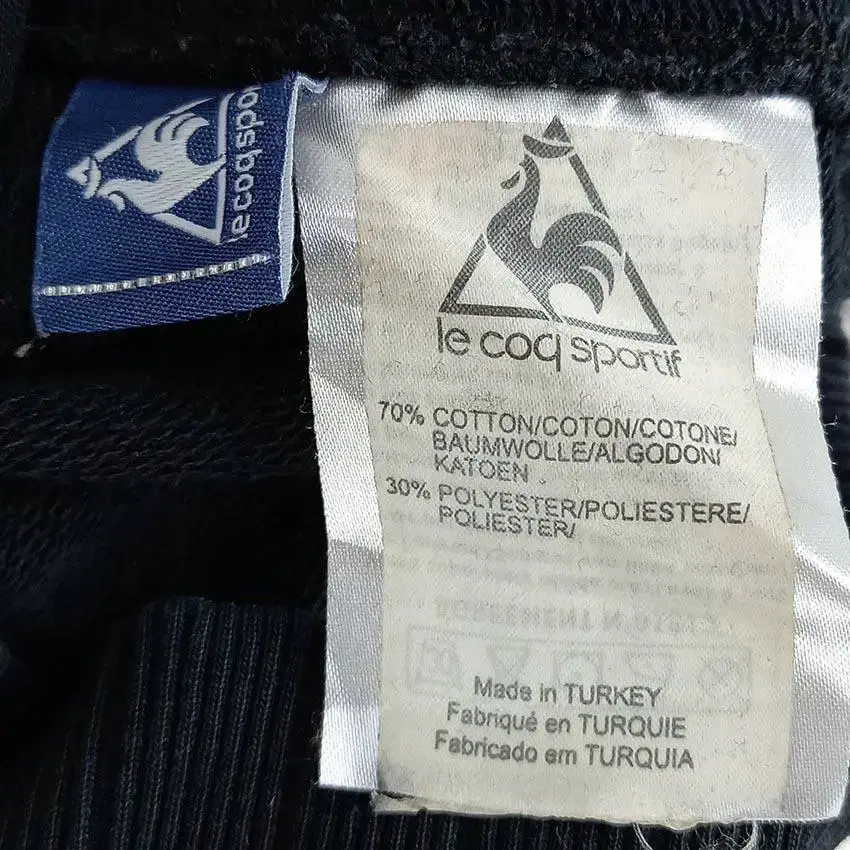 le coq sportif
le coq sportif
70% COTTON/COTON/COTONE/
BAUMWOLLE/ALGODON/
KATOEN
30% POLYESTER/POLIESTERE/
POLIESTER/
Made in TURKEY
Fabriqué en TURQUIE
Fabricado em TURQUIA